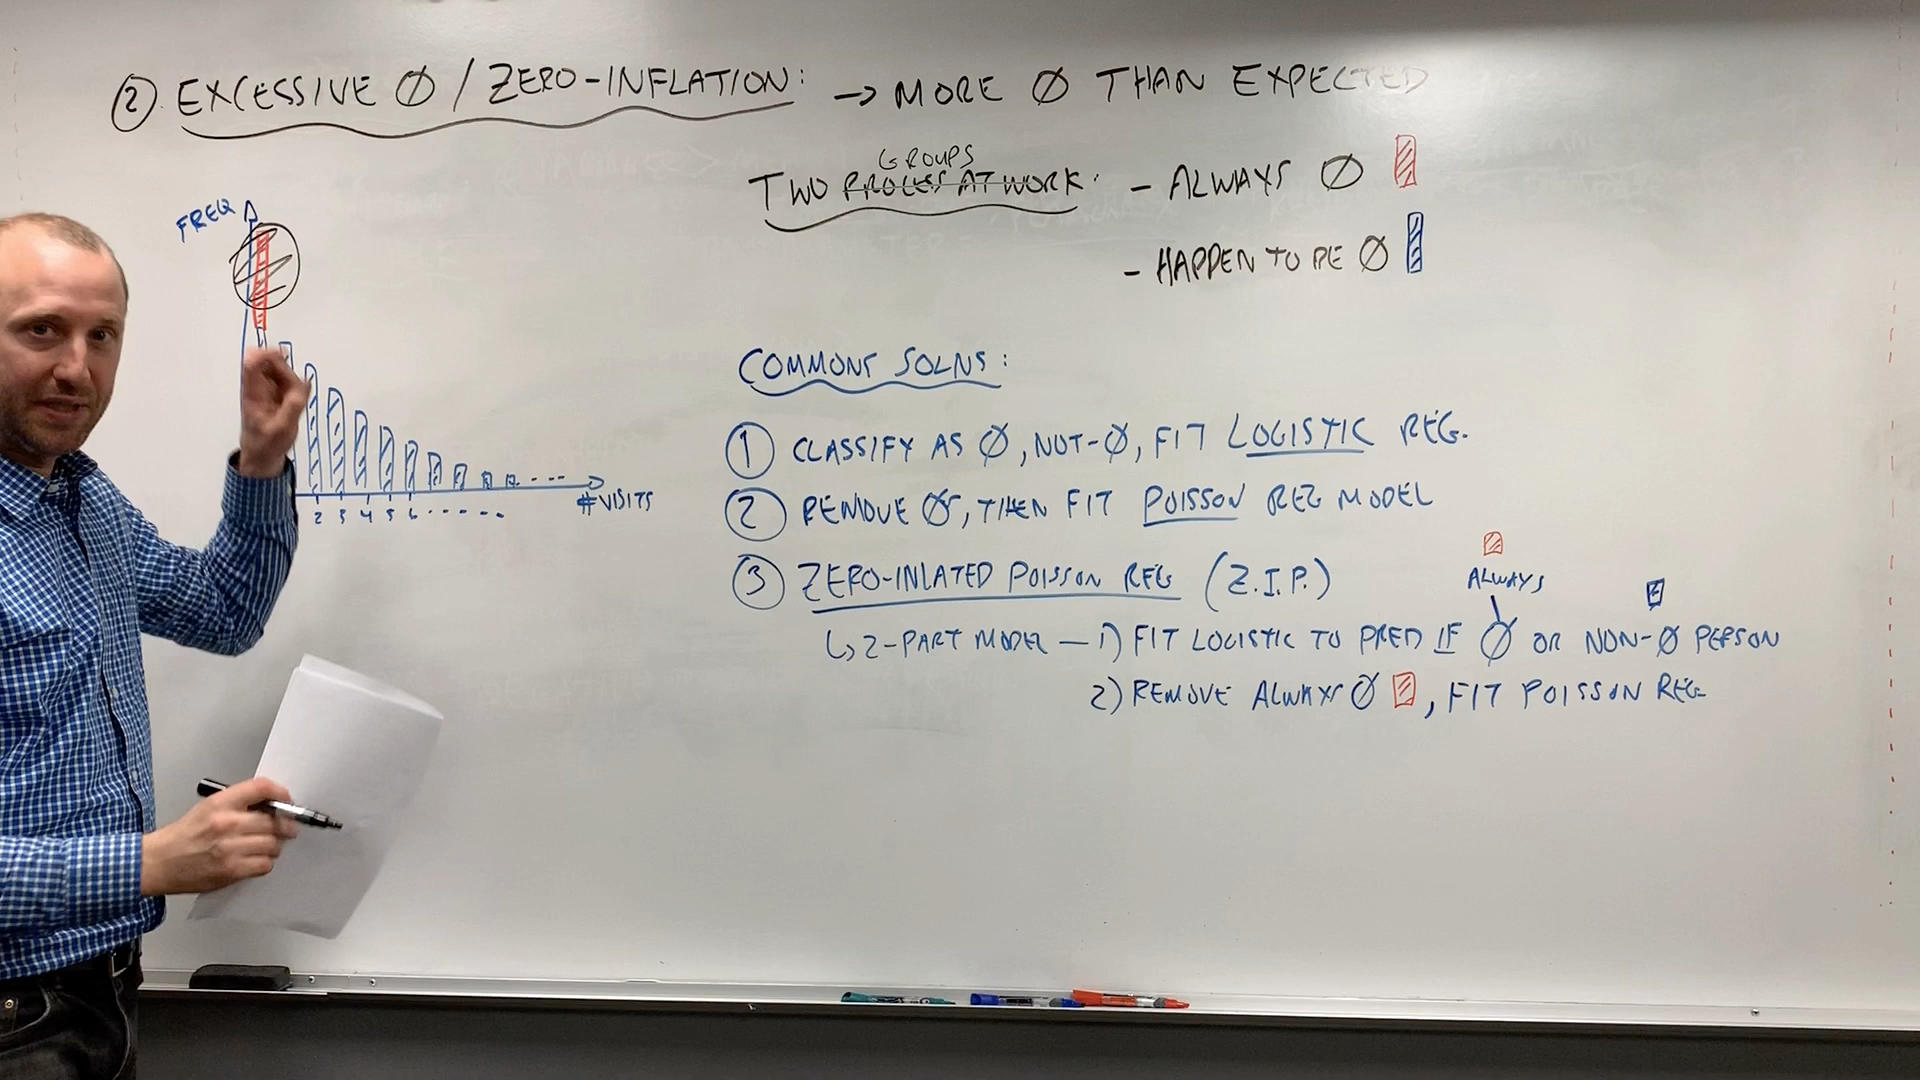 ② EXCESSIVE Ø / ZERO-INFLATION: → MORE Ø THAN EXPECTED
GROUPS
TWO PROCESS AT WORK: - ALWAYS Ø
- HAPPEN TO BE Ø
FREQ
2 3 4 5 6 ......
#VISITS
COMMON SOLNS:
① CLASSIFY AS Ø, NOT-Ø, FIT LOGISTIC REG.
② REMOVE ØS, THEN FIT POISSON REG MODEL
③ ZERO-INLATED POISSON REG (Z.I.P.)
ALWAYS
↳ 2-PART MODEL — 1) FIT LOGISTIC TO PRED IF Ø OR NON-Ø PERSON
2) REMOVE ALWAYS Ø , FIT POISSON REG